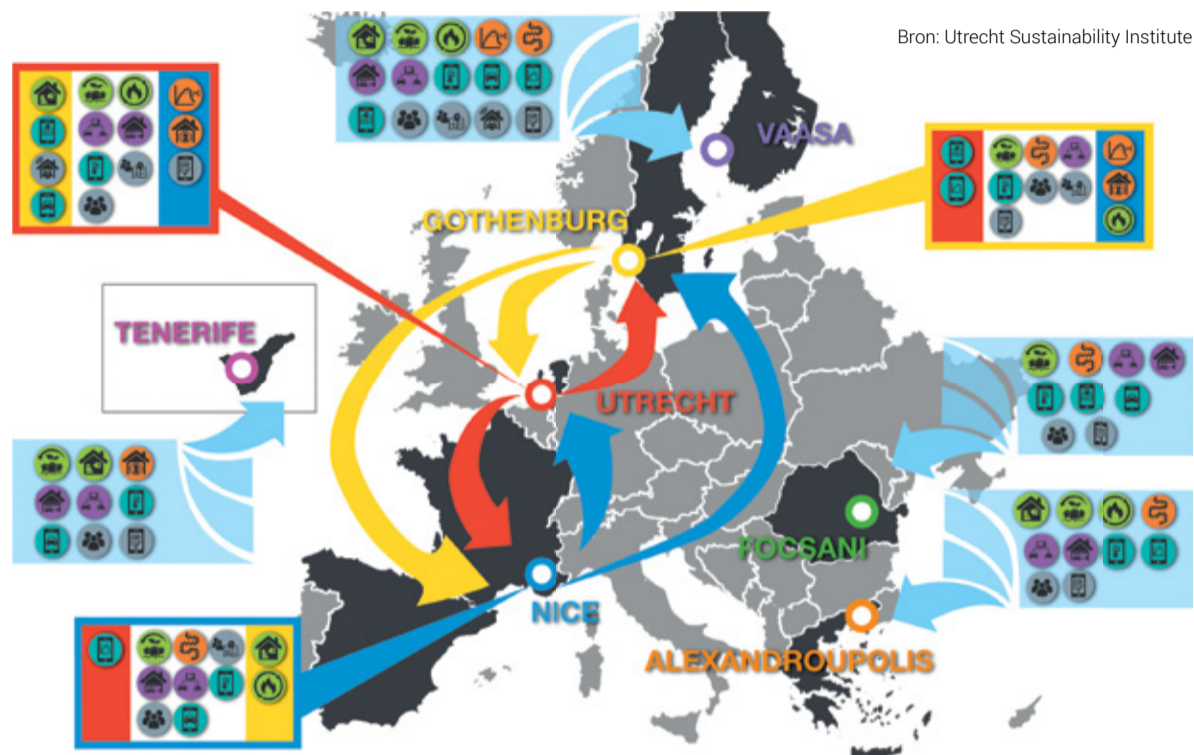 Bron: Utrecht Sustainability Institute
VAASA
GOTHENBURG
TENERIFE
UTRECHT
FOCSANI
NICE
ALEXANDROUPOLIS